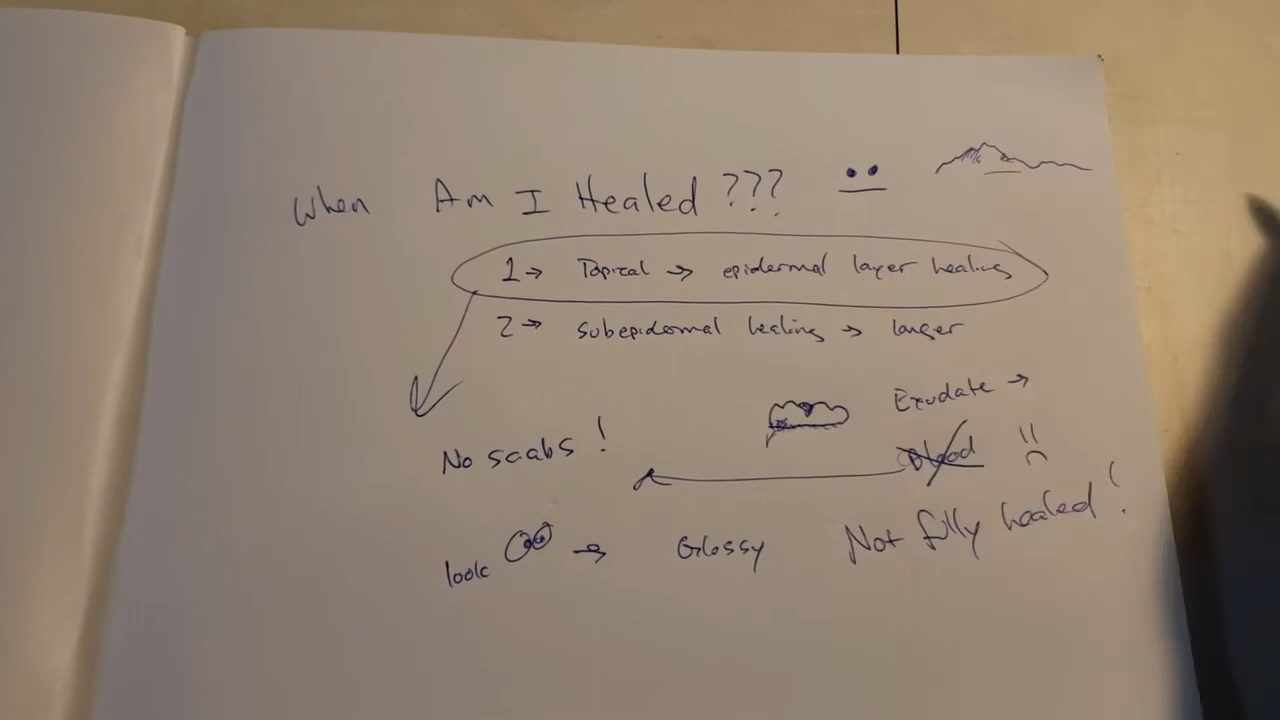 When Am I Healed ???
1 → Topical → epidermal layer healing
2 → Subepidermal healing → longer
Exudate →
Blood
No scabs !
look → Glossy Not fully healed !